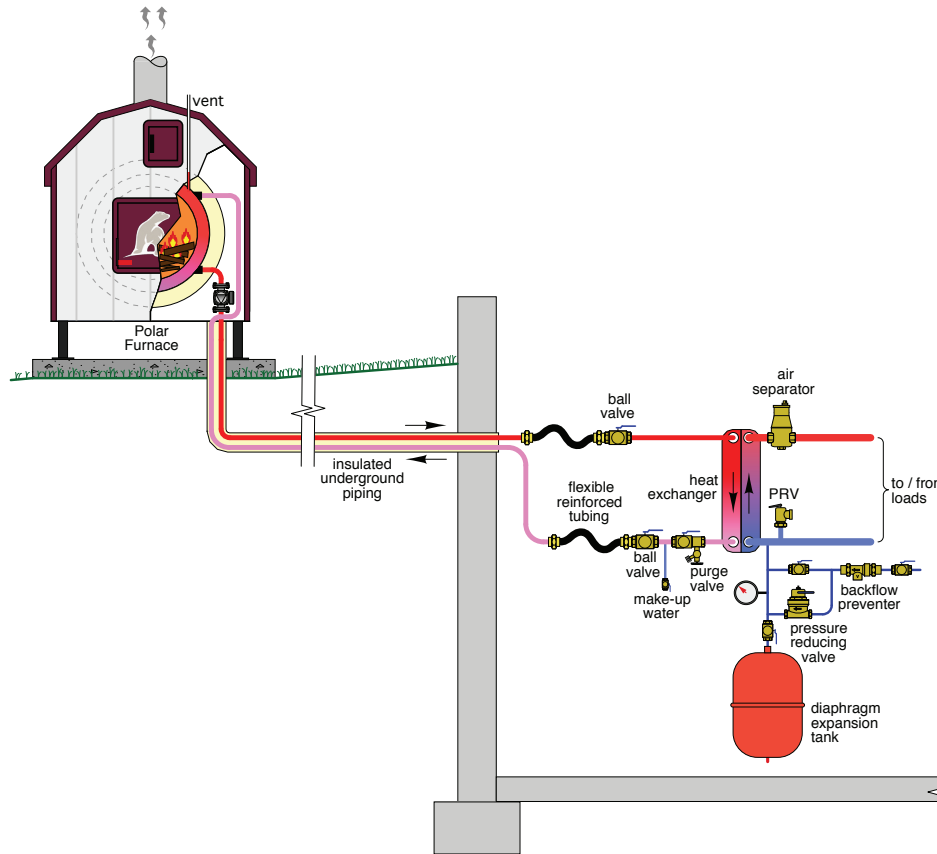 vent
Polar
Furnace
insulated
underground
piping
ball
valve
air
separator
flexible
reinforced
tubing
heat
exchanger
PRV
to / from
loads
ball
valve
purge
valve
make-up
water
backflow
preventer
pressure
reducing
valve
diaphragm
expansion
tank